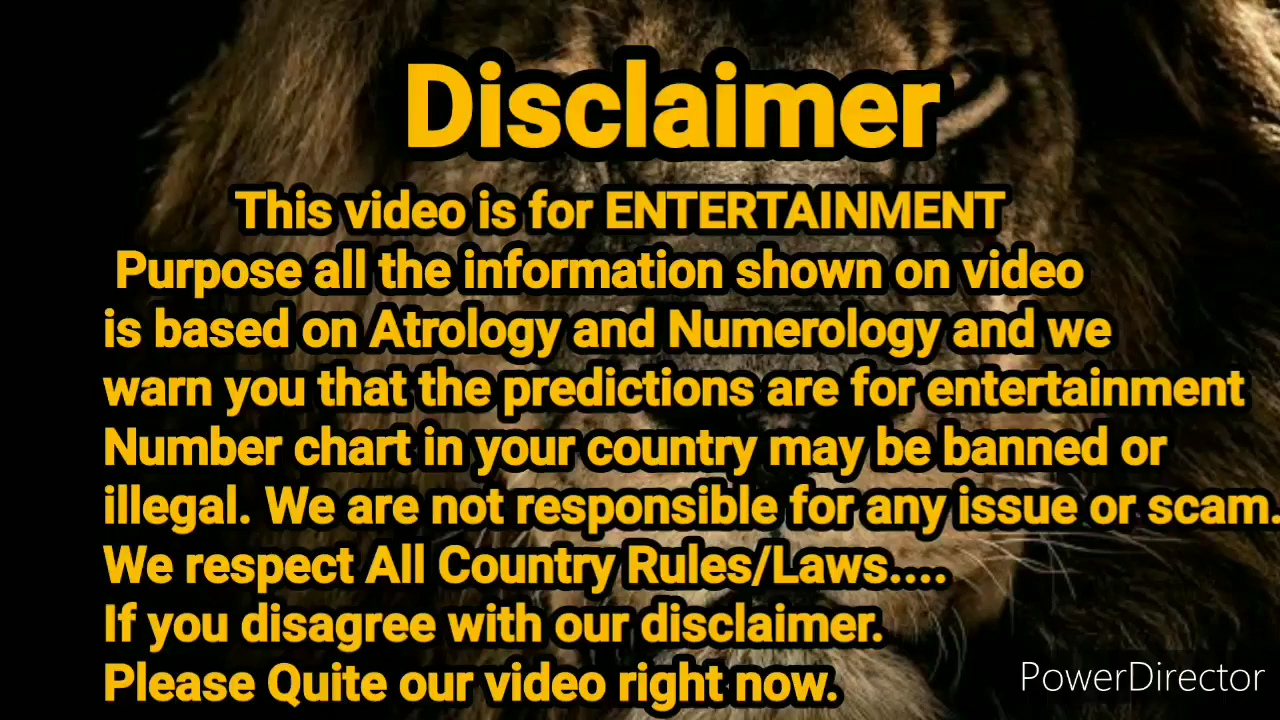 Disclaimer
This video is for ENTERTAINMENT
Purpose all the information shown on video
is based on Atrology and Numerology and we
warn you that the predictions are for entertainment
Number chart in your country may be banned or
illegal. We are not responsible for any issue or scam.
We respect All Country Rules/Laws....
If you disagree with our disclaimer.
Please Quite our video right now.
PowerDirector